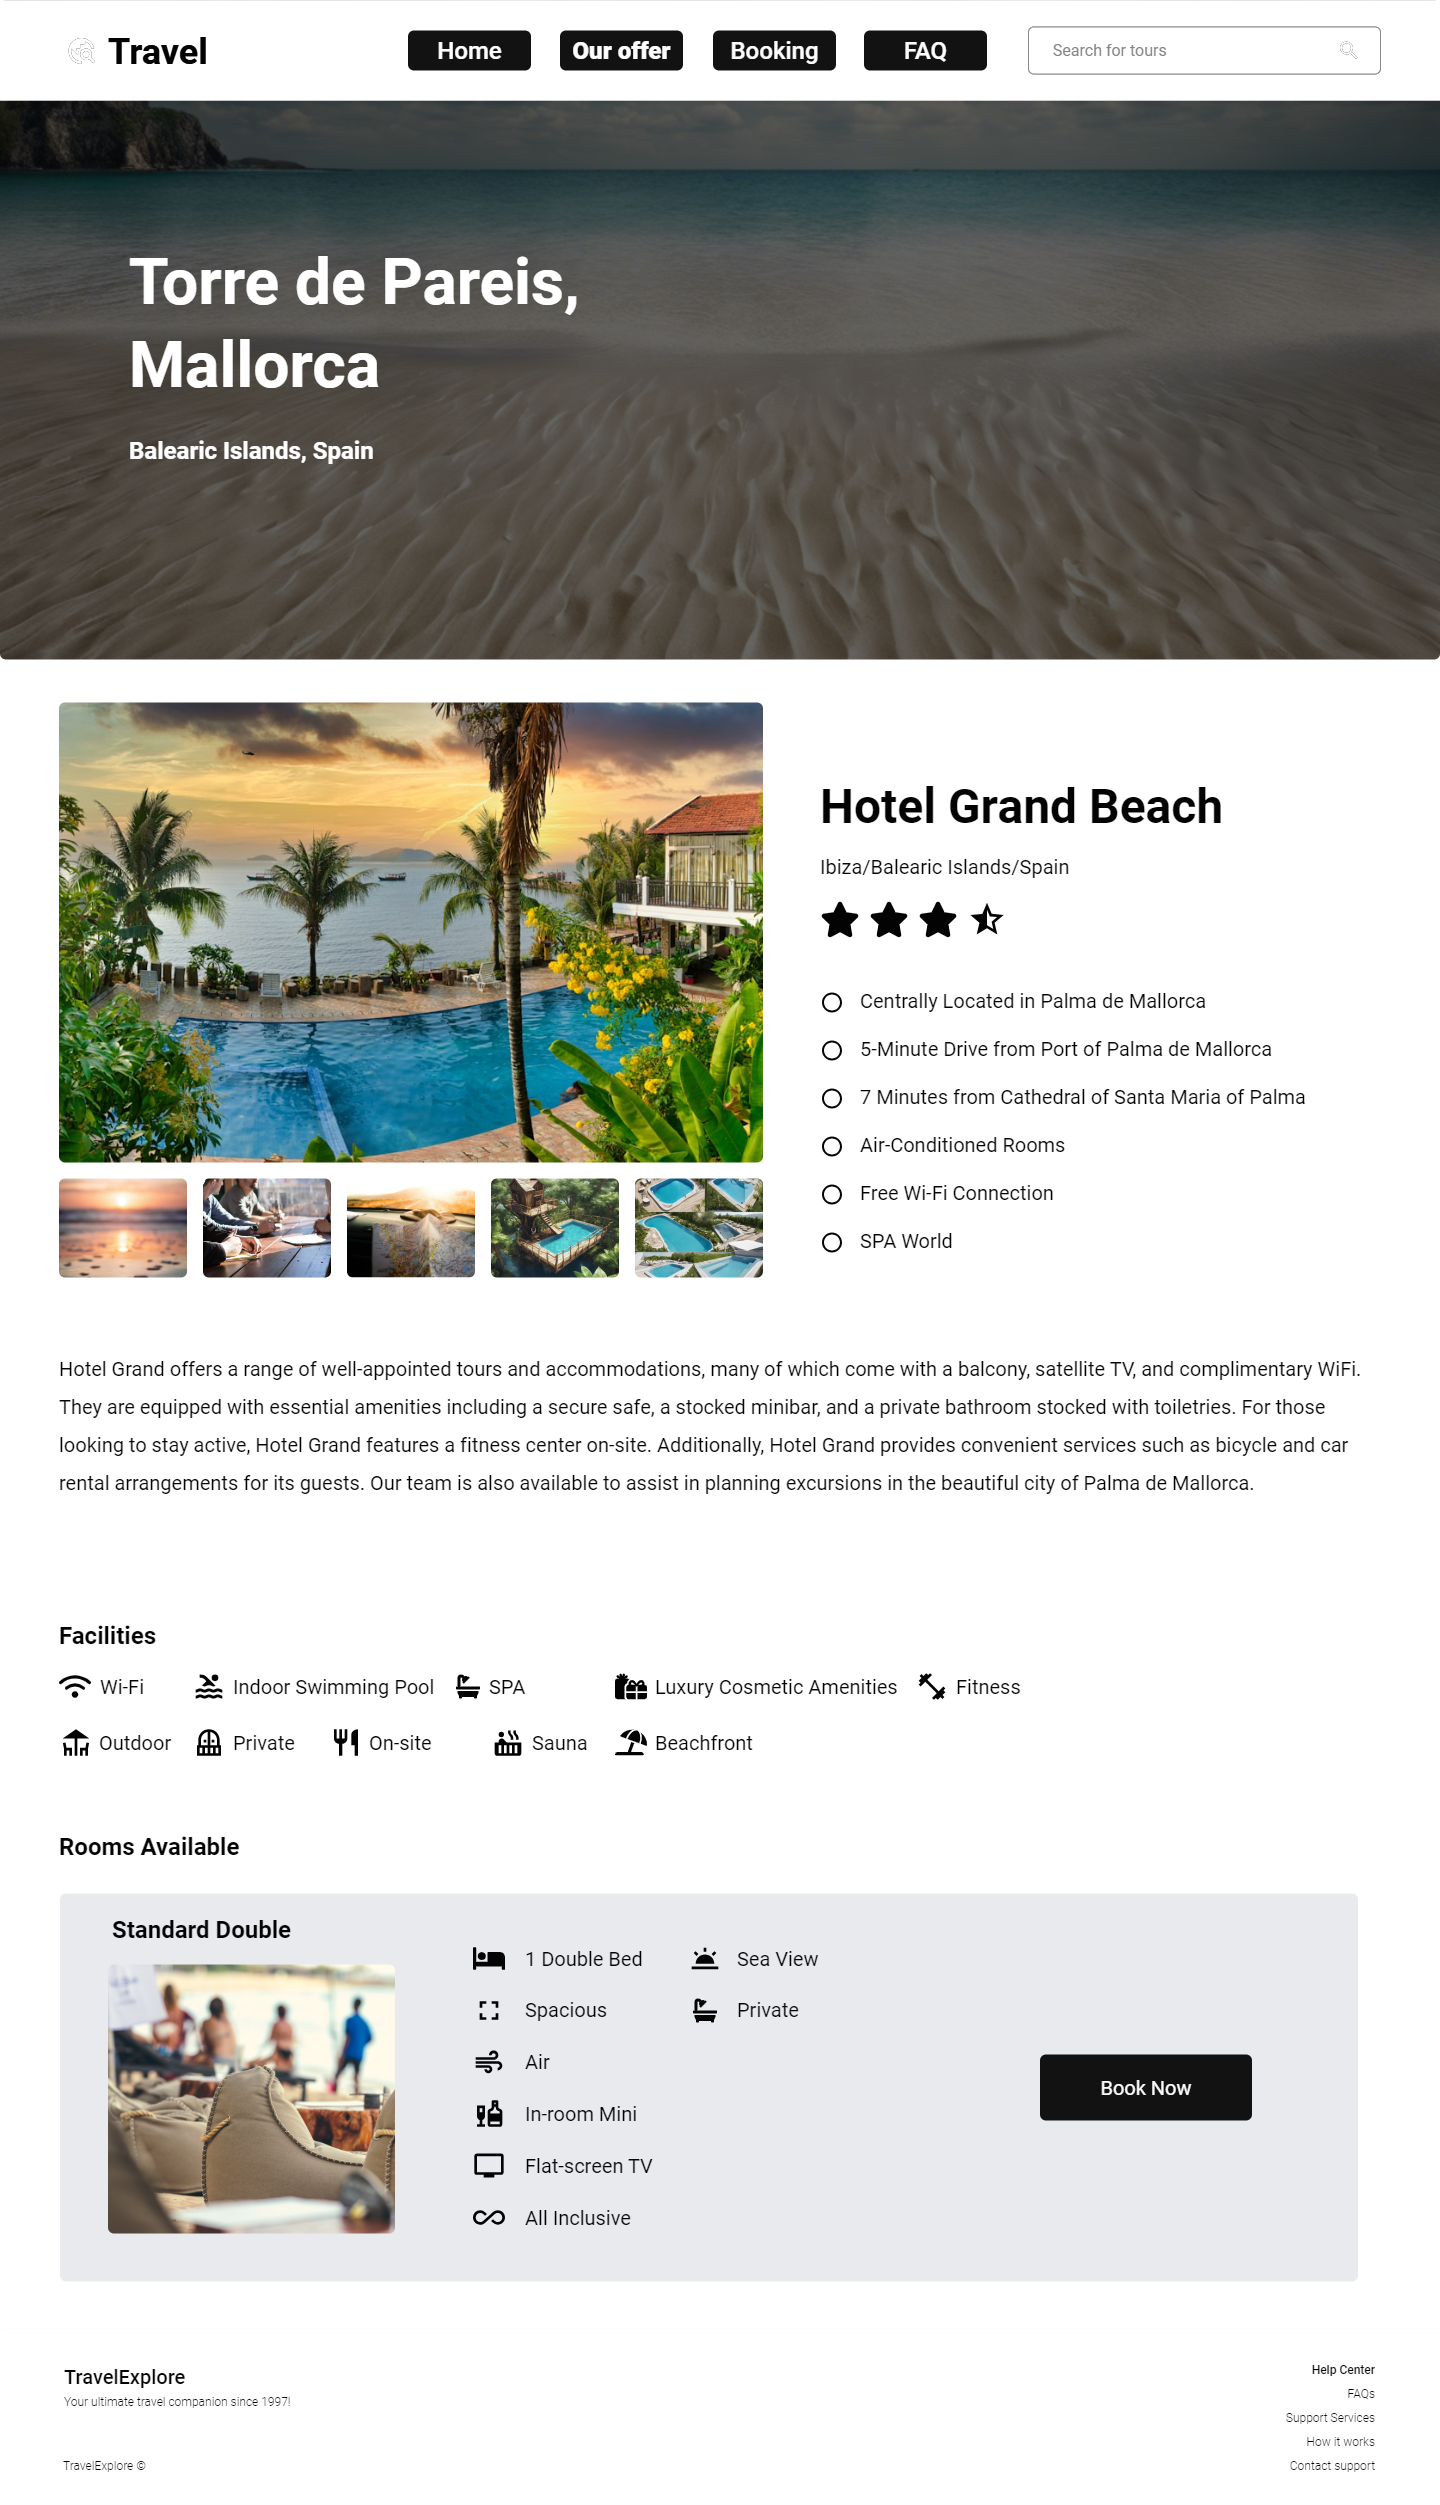 Travel
Home
Our offer
Booking
FAQ
Search for tours
Torre de Pareis,
Mallorca
Balearic Islands, Spain
Hotel Grand Beach
Ibiza/Balearic Islands/Spain
Centrally Located in Palma de Mallorca
5-Minute Drive from Port of Palma de Mallorca
7 Minutes from Cathedral of Santa Maria of Palma
Air-Conditioned Rooms
Free Wi-Fi Connection
SPA World
Hotel Grand offers a range of well-appointed tours and accommodations, many of which come with a balcony, satellite TV, and complimentary WiFi.
They are equipped with essential amenities including a secure safe, a stocked minibar, and a private bathroom stocked with toiletries. For those
looking to stay active, Hotel Grand features a fitness center on-site. Additionally, Hotel Grand provides convenient services such as bicycle and car
rental arrangements for its guests. Our team is also available to assist in planning excursions in the beautiful city of Palma de Mallorca.
Facilities
Wi-Fi
Indoor Swimming Pool
SPA
Luxury Cosmetic Amenities
Fitness
Outdoor
Private
On-site
Sauna
Beachfront
Rooms Available
Standard Double
1 Double Bed
Sea View
Spacious
Private
Air
In-room Mini
Flat-screen TV
All Inclusive
Book Now
TravelExplore
Your ultimate travel companion since 1997!
TravelExplore ©
Help Center
FAQs
Support Services
How it works
Contact support